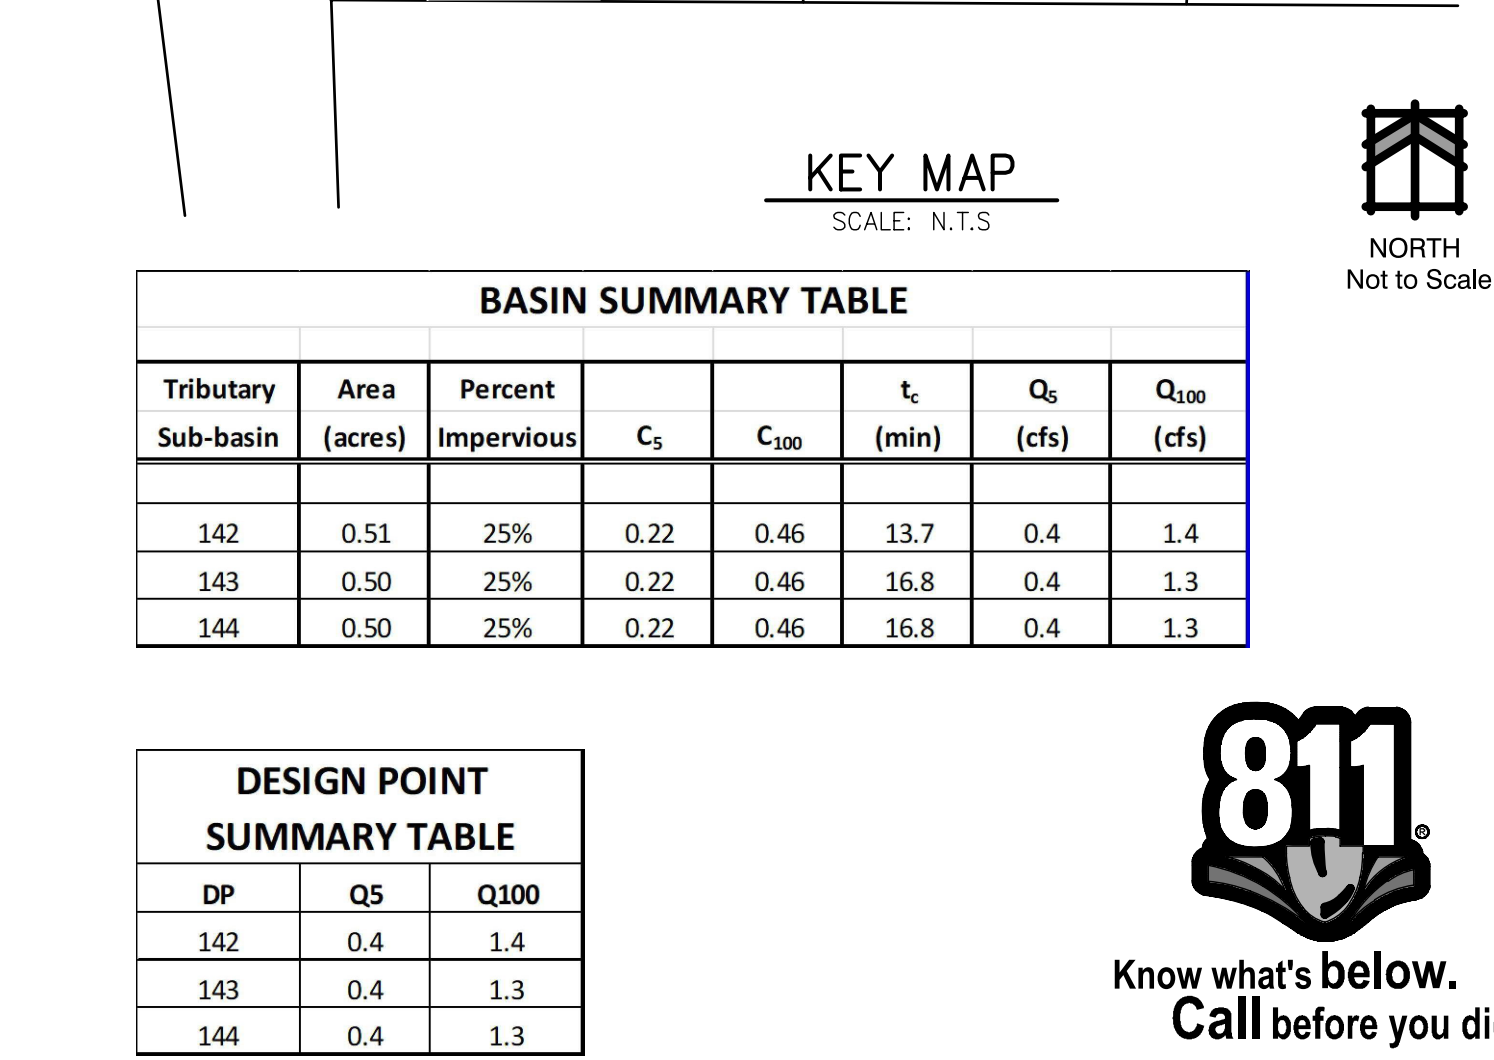 KEY MAP
SCALE: N.T.S
NORTH
Not to Scale
BASIN SUMMARY TABLE
Tributary Area Percent tc Q5 Q100
Sub-basin (acres) Impervious C5 C100 (min) (cfs) (cfs)
142 0.51 25% 0.22 0.46 13.7 0.4 1.4
143 0.50 25% 0.22 0.46 16.8 0.4 1.3
144 0.50 25% 0.22 0.46 16.8 0.4 1.3
DESIGN POINT
SUMMARY TABLE
DP Q5 Q100
142 0.4 1.4
143 0.4 1.3
144 0.4 1.3
811®
Know what's below.
Call before you di